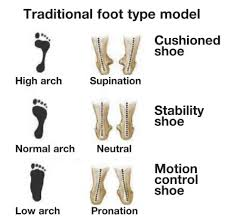 Traditional foot type model
Cushioned
shoe
High arch Supination
Stability
shoe
Normal arch Neutral
Motion
control
shoe
Low arch Pronation